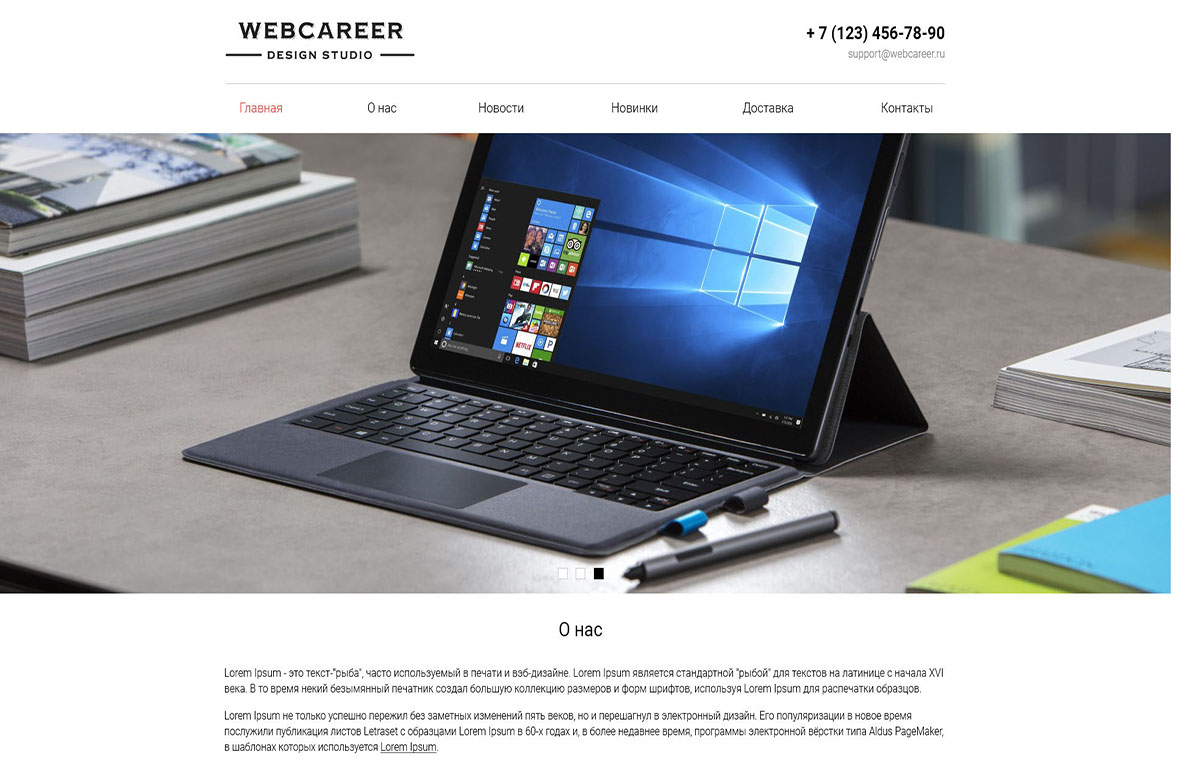 WEBCAREER
DESIGN STUDIO
+ 7 (123) 456-78-90
support@webcareer.ru
Главная О нас Новости Новинки Доставка Контакты
NETFLIX
О нас
Lorem Ipsum - это текст-"рыба", часто используемый в печати и вэб-дизайне. Lorem Ipsum является стандартной "рыбой" для текстов на латинице с начала XVI
века. В то время некий безымянный печатник создал большую коллекцию размеров и форм шрифтов, используя Lorem Ipsum для распечатки образцов.
Lorem Ipsum не только успешно пережил без заметных изменений пять веков, но и перешагнул в электронный дизайн. Его популяризации в новое время
послужили публикация листов Letraset с образцами Lorem Ipsum в 60-х годах и, в более недавнее время, программы электронной вёрстки типа Aldus PageMaker,
в шаблонах которых используется Lorem Ipsum.